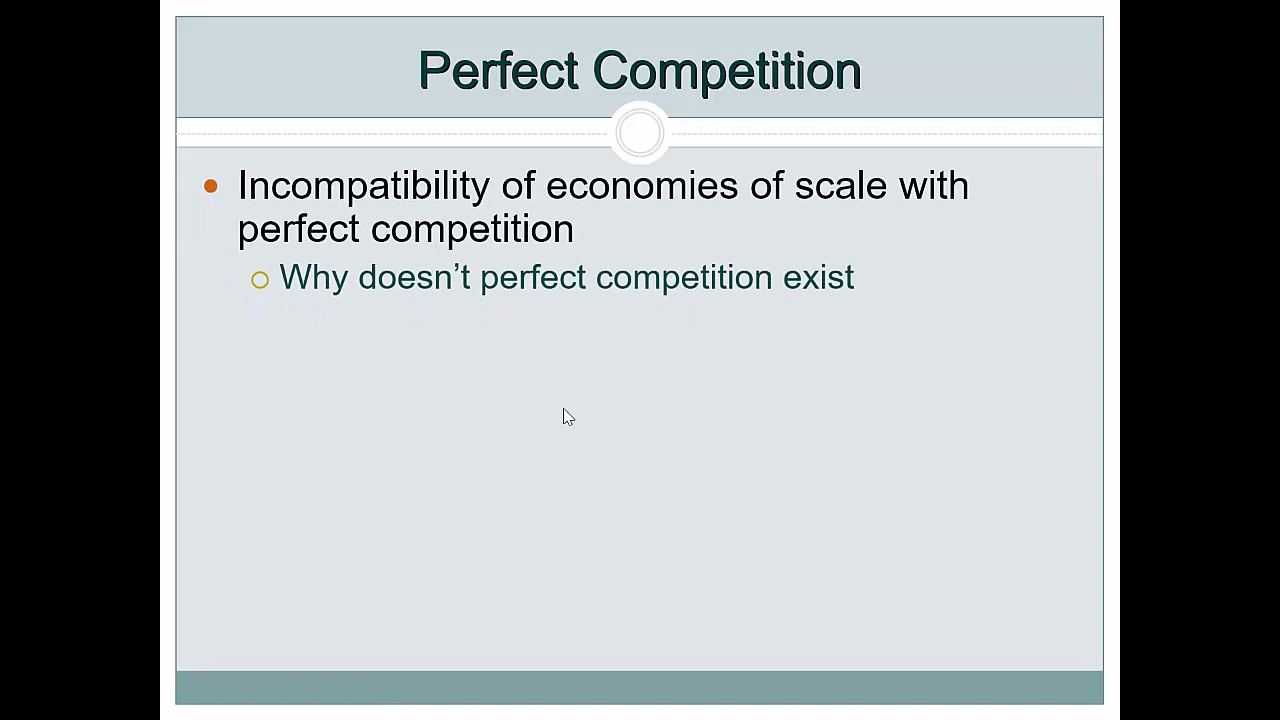 Perfect Competition
Incompatibility of economies of scale with
perfect competition
Why doesn’t perfect competition exist